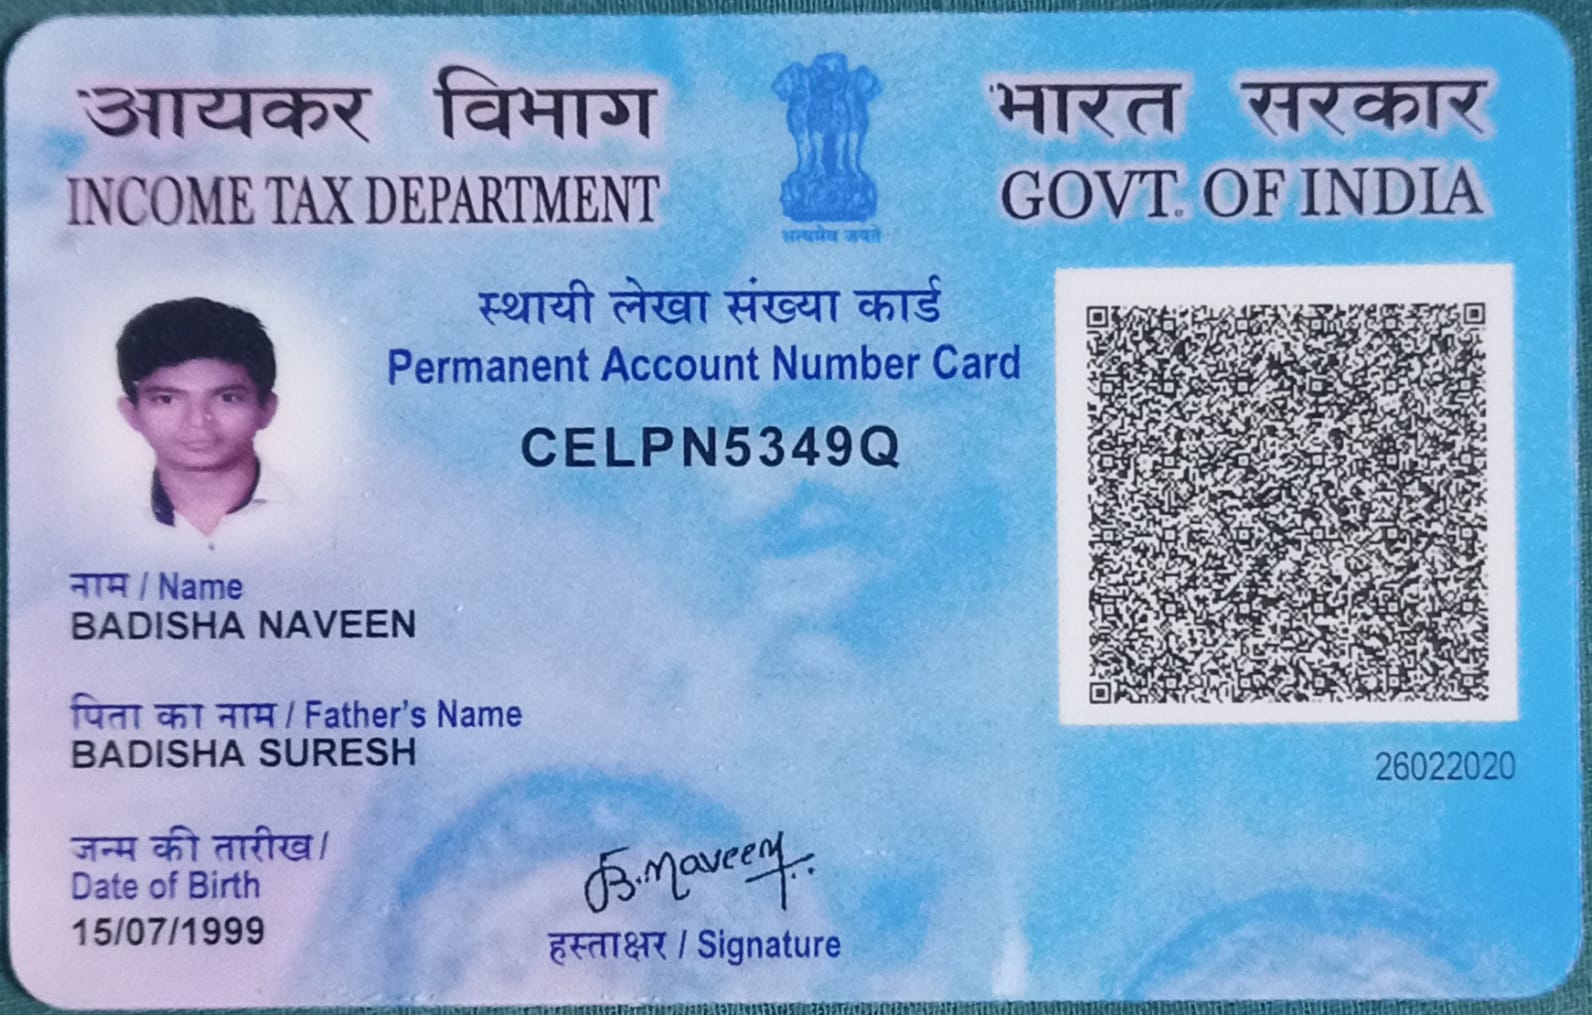 आयकर विभाग
INCOME TAX DEPARTMENT
सत्यमेव जयते
भारत सरकार
GOVT. OF INDIA
स्थायी लेखा संख्या कार्ड
Permanent Account Number Card
CELPN5349Q
नाम / Name
BADISHA NAVEEN
पिता का नाम / Father's Name
BADISHA SURESH
26022020
जन्म की तारीख /
Date of Birth
15/07/1999
B.Naveen
हस्ताक्षर / Signature